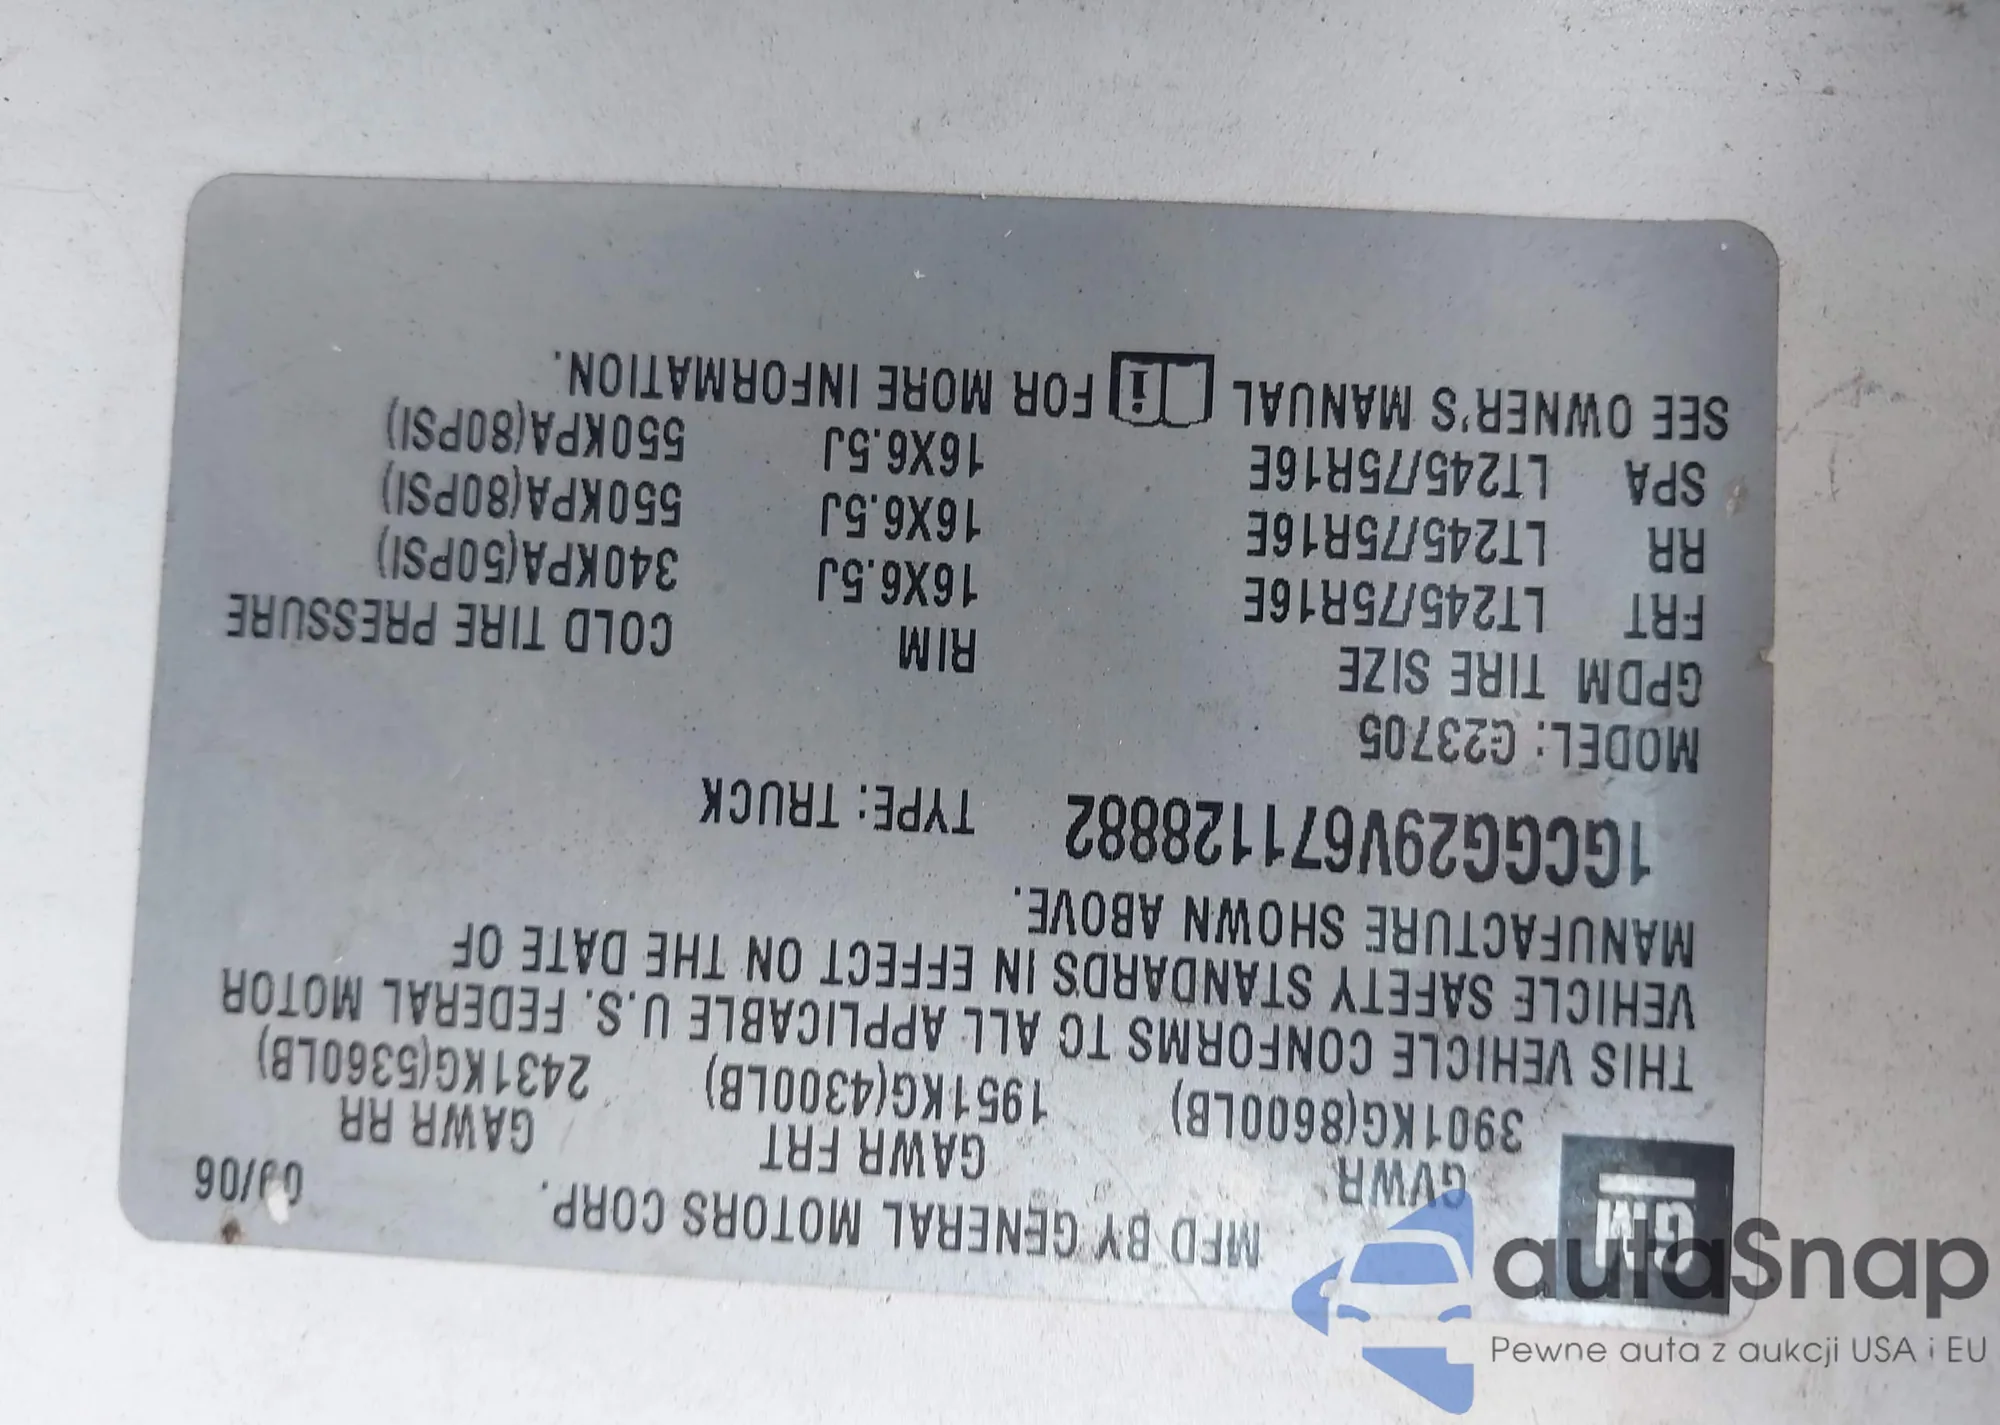 MFD BY GENERAL MOTORS CORP. 09/06
GM
GVWR GAWR FRT GAWR RR
3901KG(8600LB) 1951KG(4300LB) 2431KG(5360LB)
THIS VEHICLE CONFORMS TO ALL APPLICABLE U.S. FEDERAL MOTOR
VEHICLE SAFETY STANDARDS IN EFFECT ON THE DATE OF
MANUFACTURE SHOWN ABOVE.
1GCGG29V671128882 TYPE: TRUCK
MODEL: G23705
GPDM TIRE SIZE RIM COLD TIRE PRESSURE
FRT LT245/75R16E 16X6.5J 340KPA(50PSI)
RR LT245/75R16E 16X6.5J 550KPA(80PSI)
SPA LT245/75R16E 16X6.5J 550KPA(80PSI)
SEE OWNER'S MANUAL i FOR MORE INFORMATION.
autaSnap
Pewne auta z aukcji USA i EU